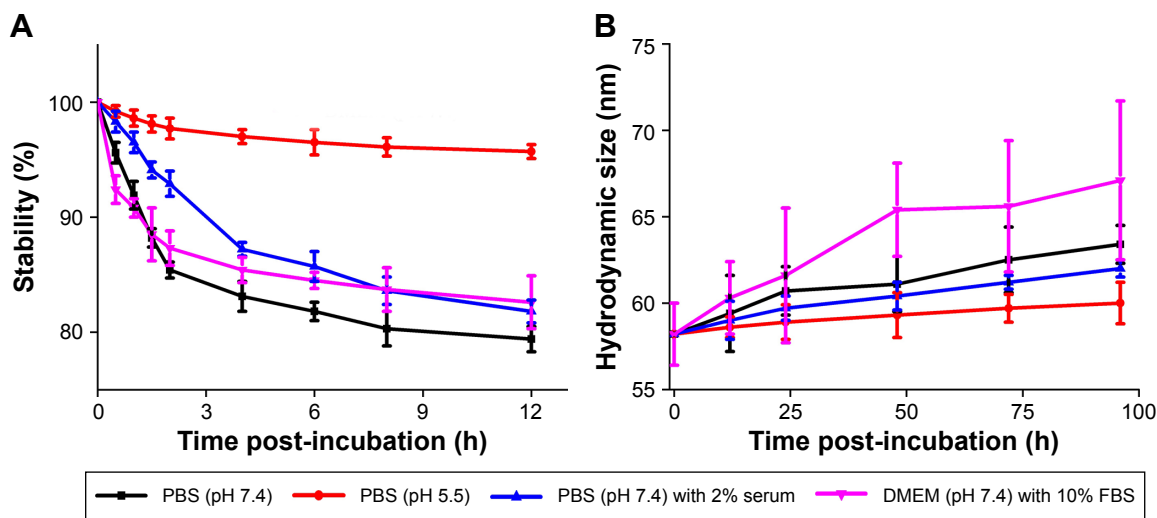 A
B
Stability (%)
100
90
80
0
3
6
9
12
Time post-incubation (h)
Hydrodynamic size (nm)
75
70
65
60
55
0
25
50
75
100
Time post-incubation (h)
PBS (pH 7.4)
PBS (pH 5.5)
PBS (pH 7.4) with 2% serum
DMEM (pH 7.4) with 10% FBS